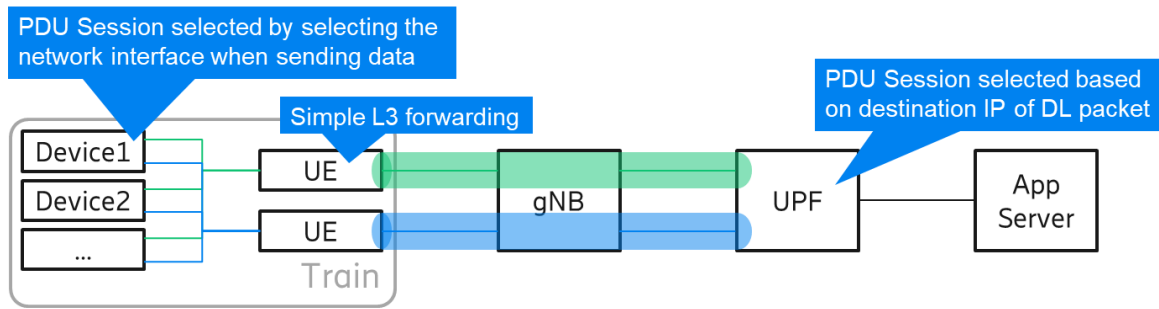 PDU Session selected by selecting the
network interface when sending data
PDU Session selected based
on destination IP of DL packet
Simple L3 forwarding
Device1
Device2
...
UE
UE
Train
gNB
UPF
App
Server